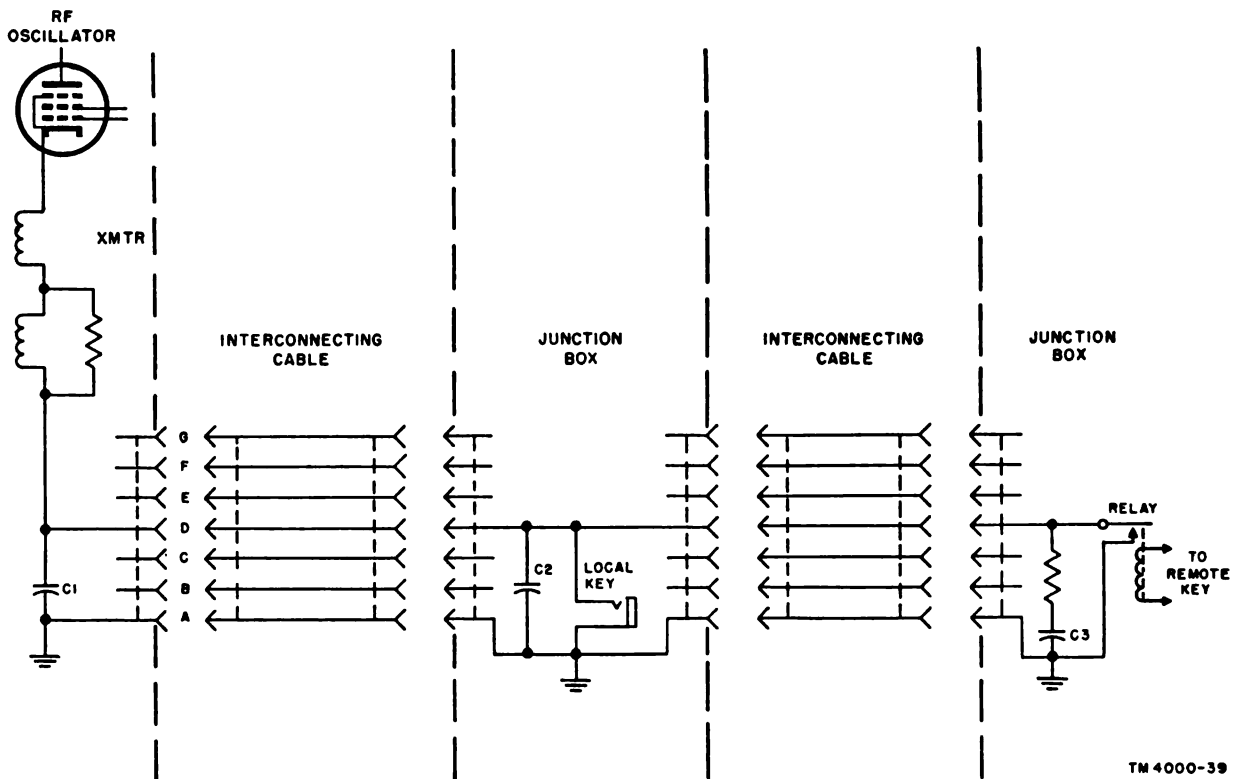 RF
OSCILLATOR
XMTR
INTERCONNECTING
CABLE
JUNCTION
BOX
INTERCONNECTING
CABLE
JUNCTION
BOX
G
F
E
D
C
B
A
C1
C2
LOCAL
KEY
RELAY
TO
REMOTE
KEY
C3
TM 4000-39